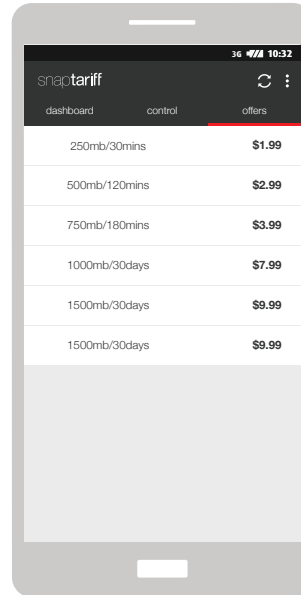 3G 10:32
snaptariff
dashboard control offers
250mb/30mins $1.99
500mb/120mins $2.99
750mb/180mins $3.99
1000mb/30days $7.99
1500mb/30days $9.99
1500mb/30days $9.99